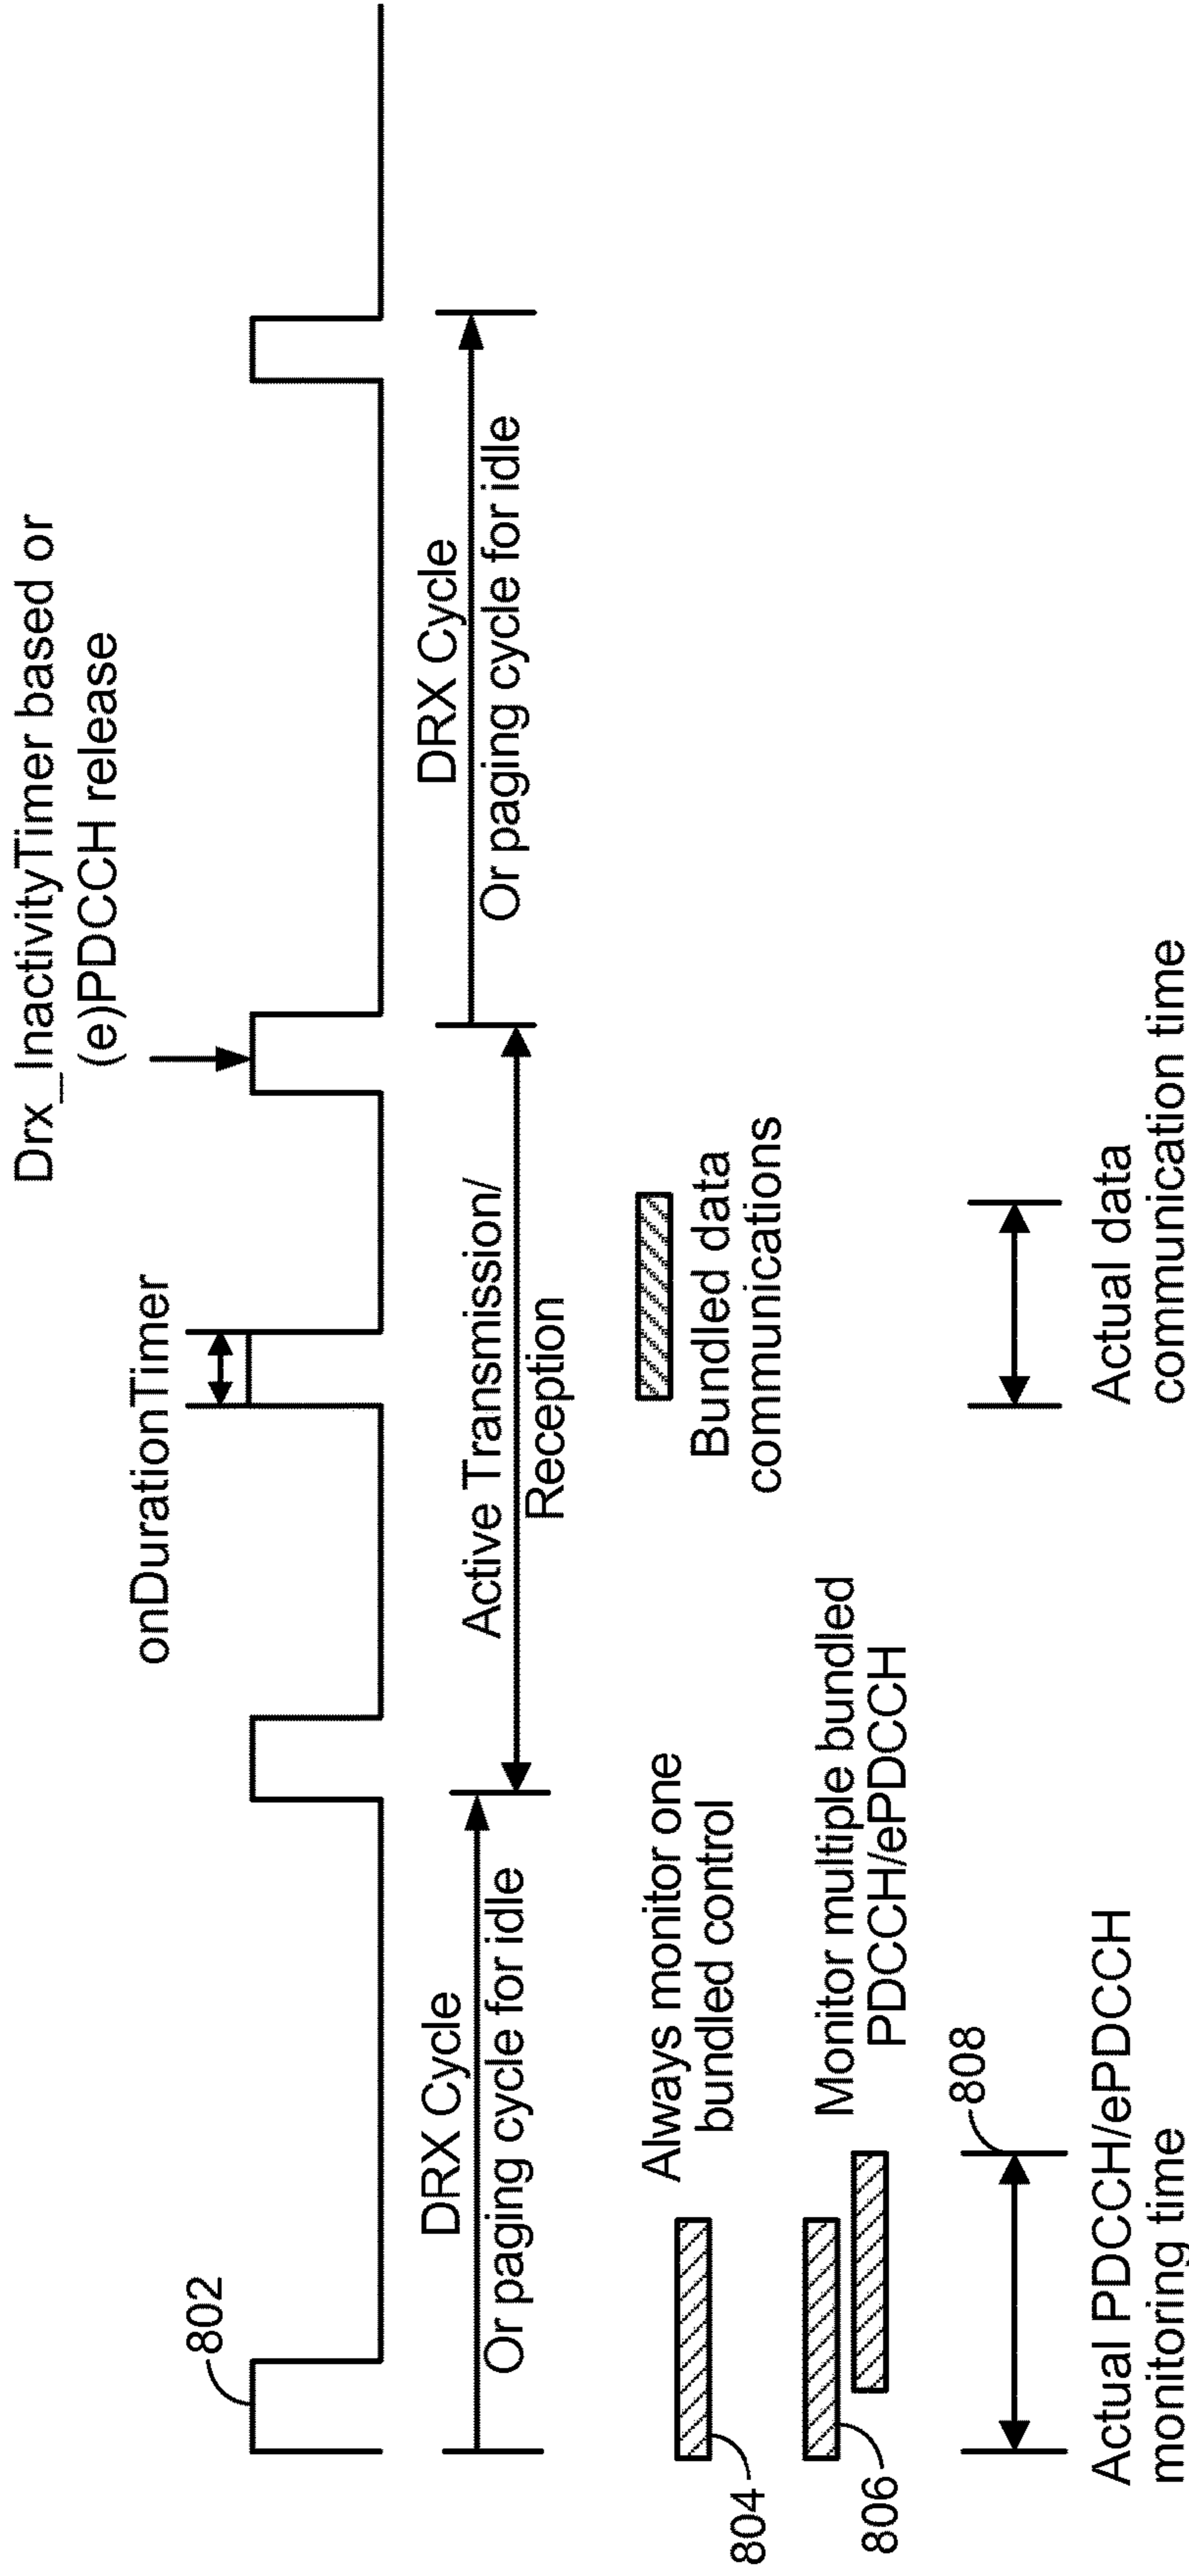 Drx_InactivityTimer based or
(e)PDCCH release
onDurationTimer
802
DRX Cycle
Or paging cycle for idle
Active Transmission/
Reception
DRX Cycle
Or paging cycle for idle
804
Always monitor one
bundled control
Bundled data
communications
806
Monitor multiple bundled
PDCCH/ePDCCH
808
Actual PDCCH/ePDCCH
monitoring time
Actual data
communication time